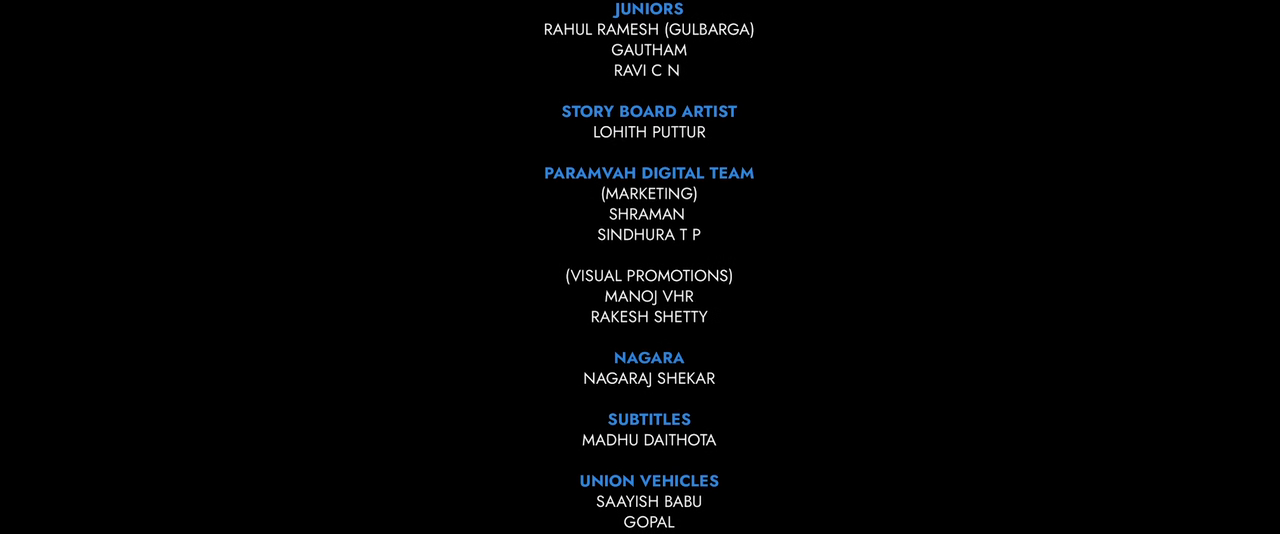 JUNIORS
RAHUL RAMESH (GULBARGA)
GAUTHAM
RAVI C N
STORY BOARD ARTIST
LOHITH PUTTUR
PARAMVAH DIGITAL TEAM
(MARKETING)
SHRAMAN
SINDHURA T P
(VISUAL PROMOTIONS)
MANOJ VHR
RAKESH SHETTY
NAGARA
NAGARAJ SHEKAR
SUBTITLES
MADHU DAITHOTA
UNION VEHICLES
SAAYISH BABU
GOPAL